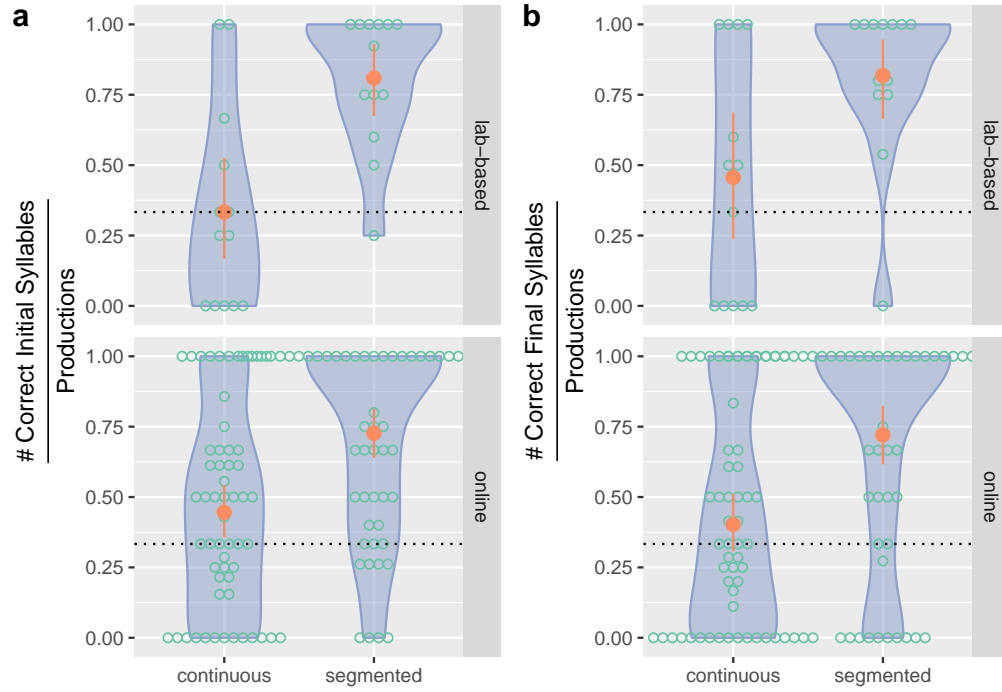 a
# Correct Initial Syllables
Productions
1.00
0.75
0.50
0.25
0.00
lab−based
1.00
0.75
0.50
0.25
0.00
online
continuous
segmented
b
# Correct Final Syllables
Productions
1.00
0.75
0.50
0.25
0.00
lab−based
1.00
0.75
0.50
0.25
0.00
online
continuous
segmented